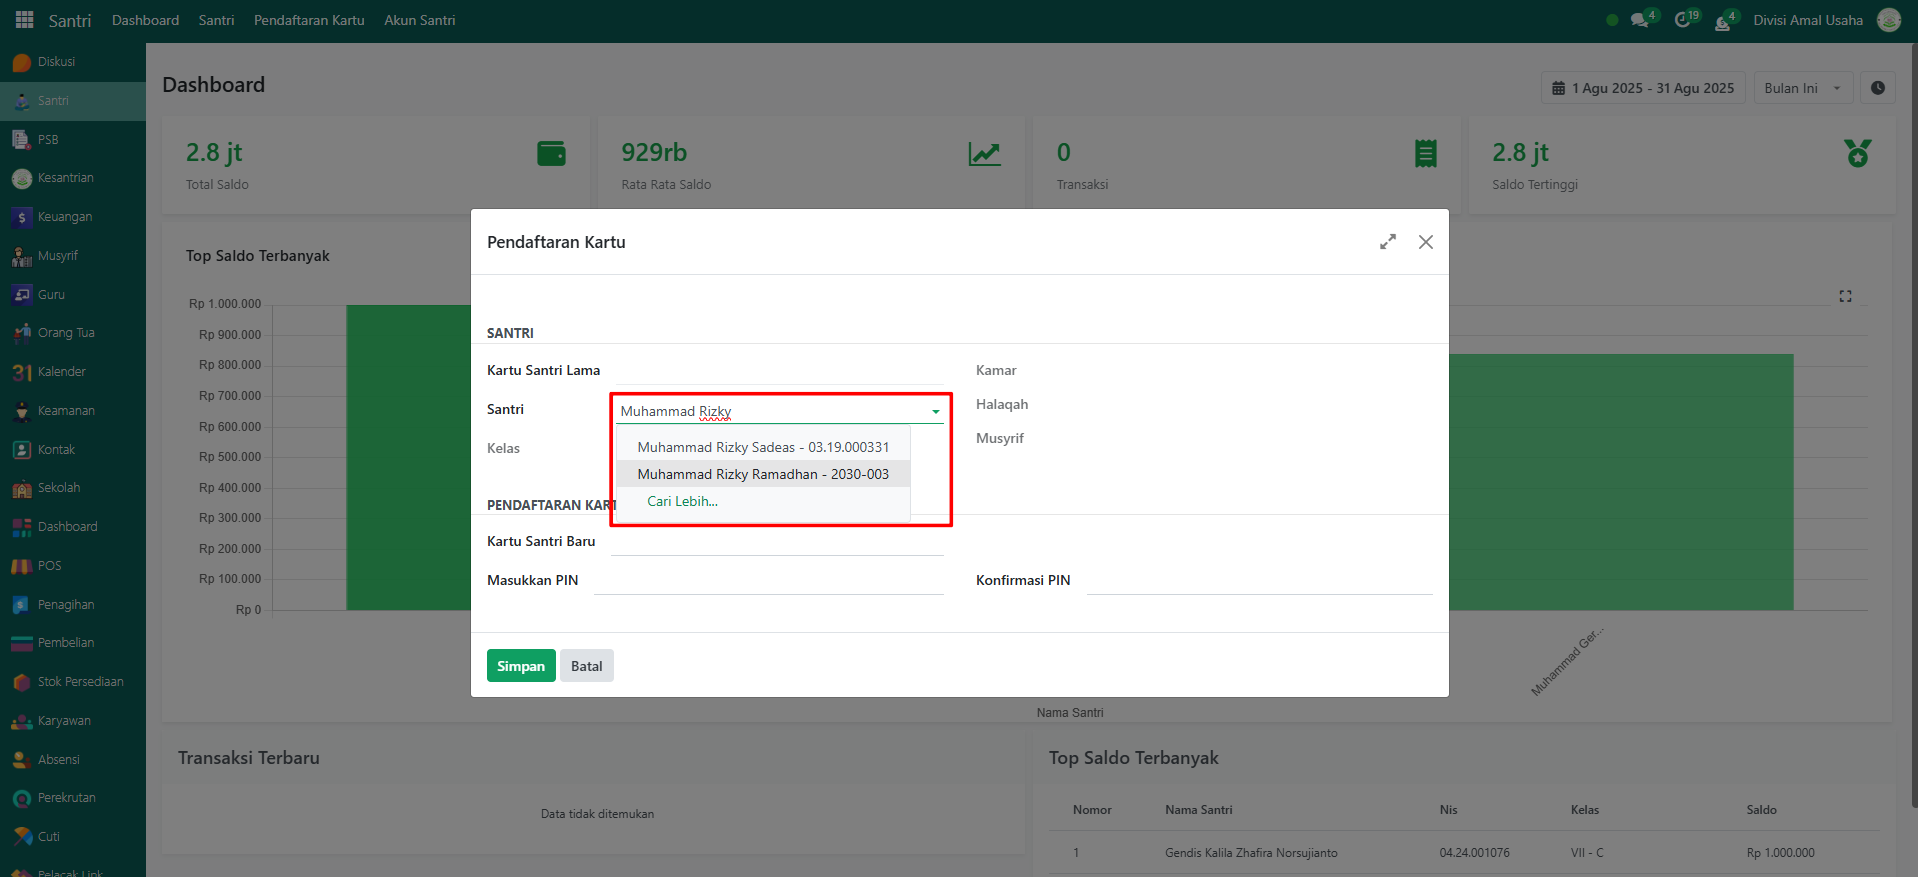 Santri Dashboard Santri Pendaftaran Kartu Akun Santri 4 19 4 Divisi Amal Usaha
Diskusi
Santri
PSB
Kesantrian
Keuangan
Musyrif
Guru
Orang Tua
31 Kalender
Keamanan
Kontak
Sekolah
Dashboard
POS
Penagihan
Pembelian
Stok Persediaan
Karyawan
Absensi
Perekrutan
Cuti
Pelacak Link
Dashboard
1 Agu 2025 - 31 Agu 2025 Bulan Ini
2.8 jt
Total Saldo
929rb
Rata Rata Saldo
0
Transaksi
2.8 jt
Saldo Tertinggi
Top Saldo Terbanyak
Rp 1.000.000
Rp 900.000
Rp 800.000
Rp 700.000
Rp 600.000
Rp 500.000
Rp 400.000
Rp 300.000
Rp 200.000
Rp 100.000
Rp 0
Muhammad Ger...
Nama Santri
Pendaftaran Kartu
SANTRI
Kartu Santri Lama
Santri Muhammad Rizky
Muhammad Rizky Sadeas - 03.19.000331
Muhammad Rizky Ramadhan - 2030-003
Cari Lebih...
Kelas
Kamar
Halaqah
Musyrif
PENDAFTARAN KART
Kartu Santri Baru
Masukkan PIN
Konfirmasi PIN
Simpan Batal
Transaksi Terbaru
Data tidak ditemukan
Top Saldo Terbanyak
Nomor Nama Santri Nis Kelas Saldo
1 Gendis Kalila Zhafira Norsujianto 04.24.001076 VII - C Rp 1.000.000